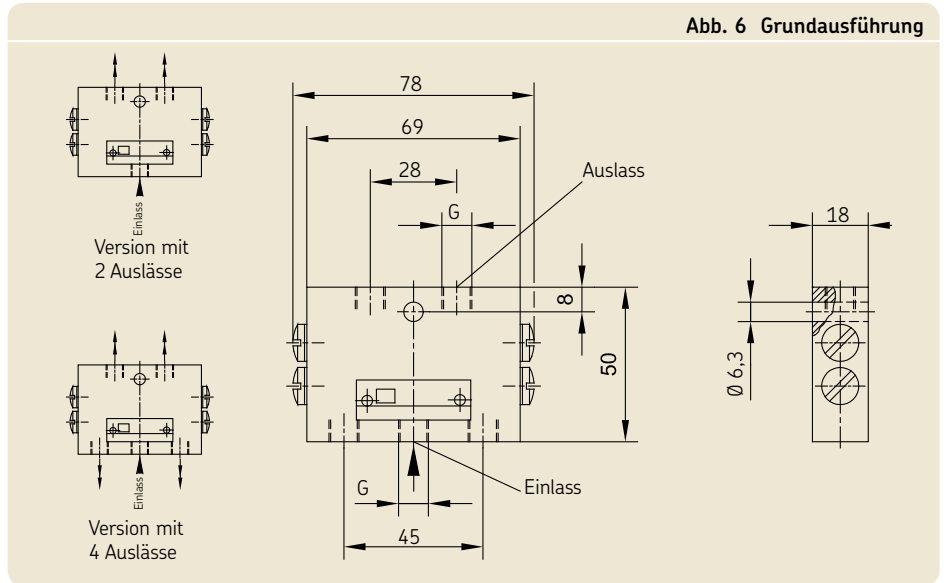 Abb. 6 Grundausführung
Einlass
Version mit
2 Auslässe
Einlass
Version mit
4 Auslässe
78
69
28
G
Auslass
8
50
G
Einlass
45
18
Ø 6,3